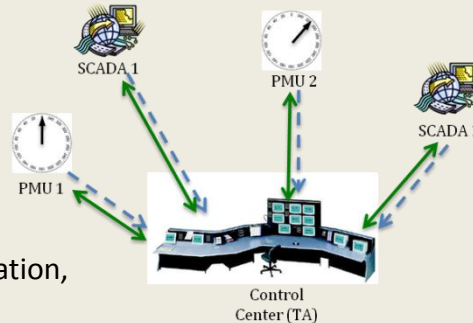 SCADA 1
PMU 2
SCADA
PMU 1
ation,
Control
Center (TA)